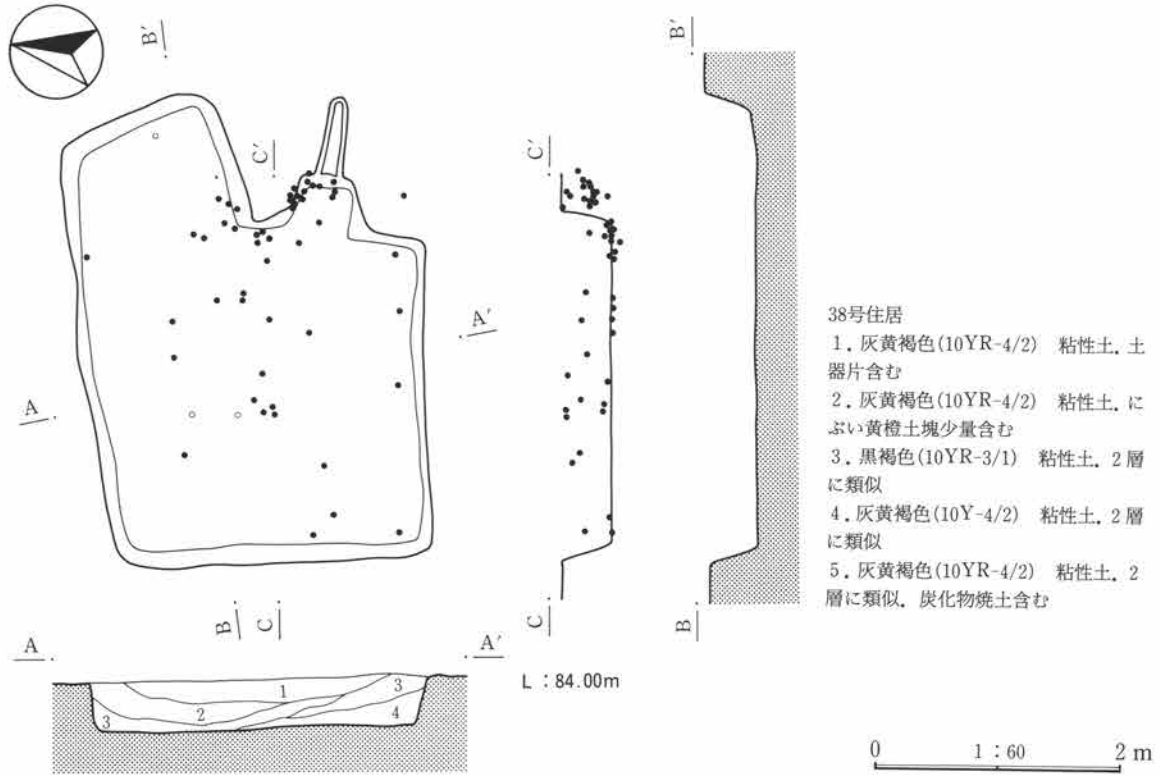 B'
B'
C'
C'
A'
A
38号住居
1．灰黄褐色(10YR-4/2)　粘性土．土
器片含む
2．灰黄褐色(10YR-4/2)　粘性土．に
ぶい黄橙土塊少量含む
3．黒褐色(10YR-3/1)　粘性土．2層
に類似
4．灰黄褐色(10Y-4/2)　粘性土．2層
に類似
5．灰黄褐色(10YR-4/2)　粘性土．2
層に類似．炭化物焼土含む
B C
C
B
A
A'
L：84.00m
1
2
3
3
4
0 1：60 2 m